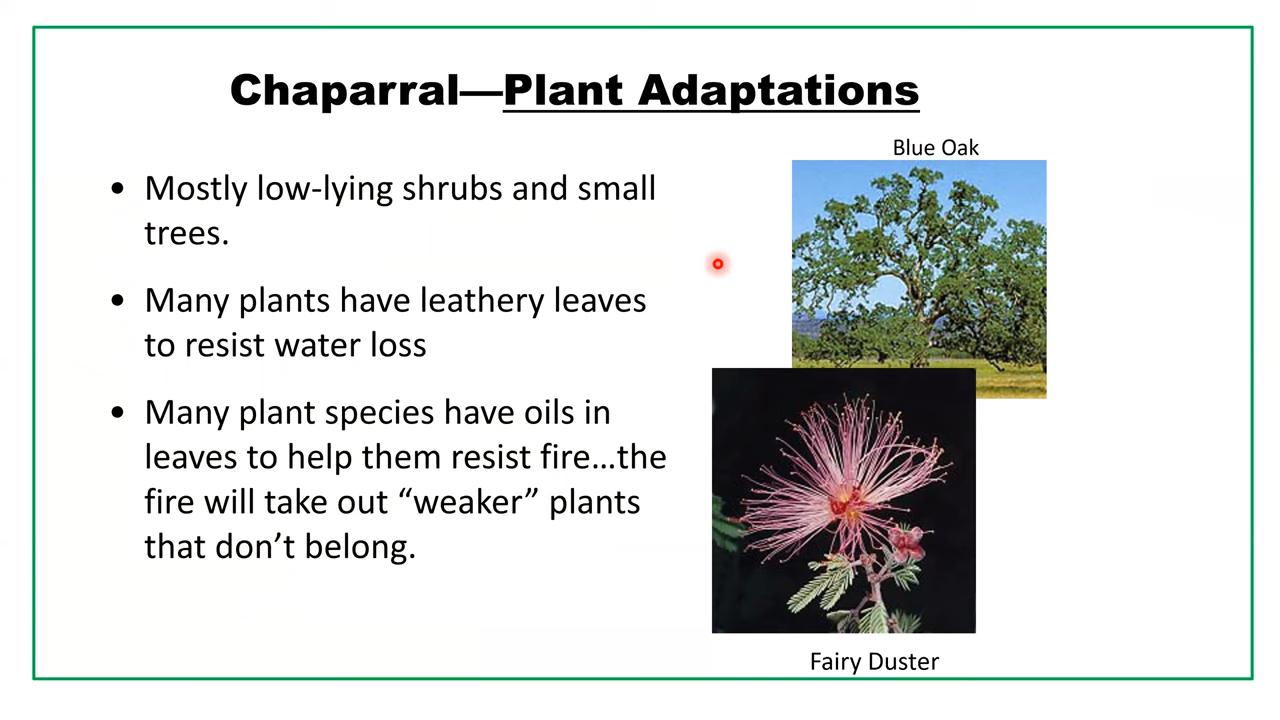 Chaparral—Plant Adaptations
Blue Oak
• Mostly low-lying shrubs and small
trees.
• Many plants have leathery leaves
to resist water loss
• Many plant species have oils in
leaves to help them resist fire…the
fire will take out “weaker” plants
that don’t belong.
Fairy Duster